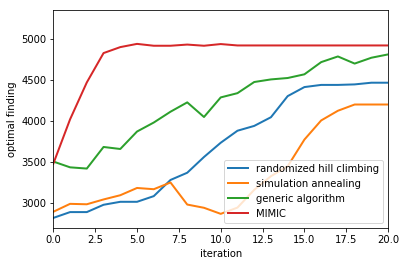 5000
4500
4000
3500
3000
optimal finding
randomized hill climbing
simulation annealing
generic algorithm
MIMIC
0.0 2.5 5.0 7.5 10.0 12.5 15.0 17.5 20.0
iteration